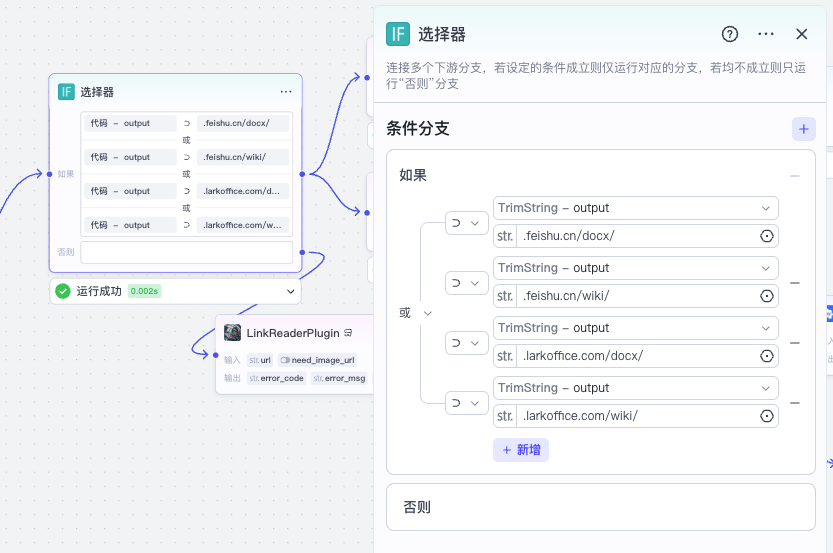 IF 选择器
代码 – output ⊃ .feishu.cn/docx/
或
如果 代码 – output ⊃ .feishu.cn/wiki/
或
代码 – output ⊃ .larkoffice.com/d...
或
代码 – output ⊃ .larkoffice.com/w...
否则
运行成功 0.002s
LinkReaderPlugin
输入 str. url need_image_url
输出 str. error_code str. error_msg
IF 选择器
连接多个下游分支，若设定的条件成立则仅运行对应的分支，若均不成立则只运
行“否则”分支
条件分支
如果
TrimString – output
⊃
str. .feishu.cn/docx/
TrimString – output
⊃
str. .feishu.cn/wiki/
或
TrimString – output
⊃
str. .larkoffice.com/docx/
TrimString – output
⊃
str. .larkoffice.com/wiki/
+ 新增
否则